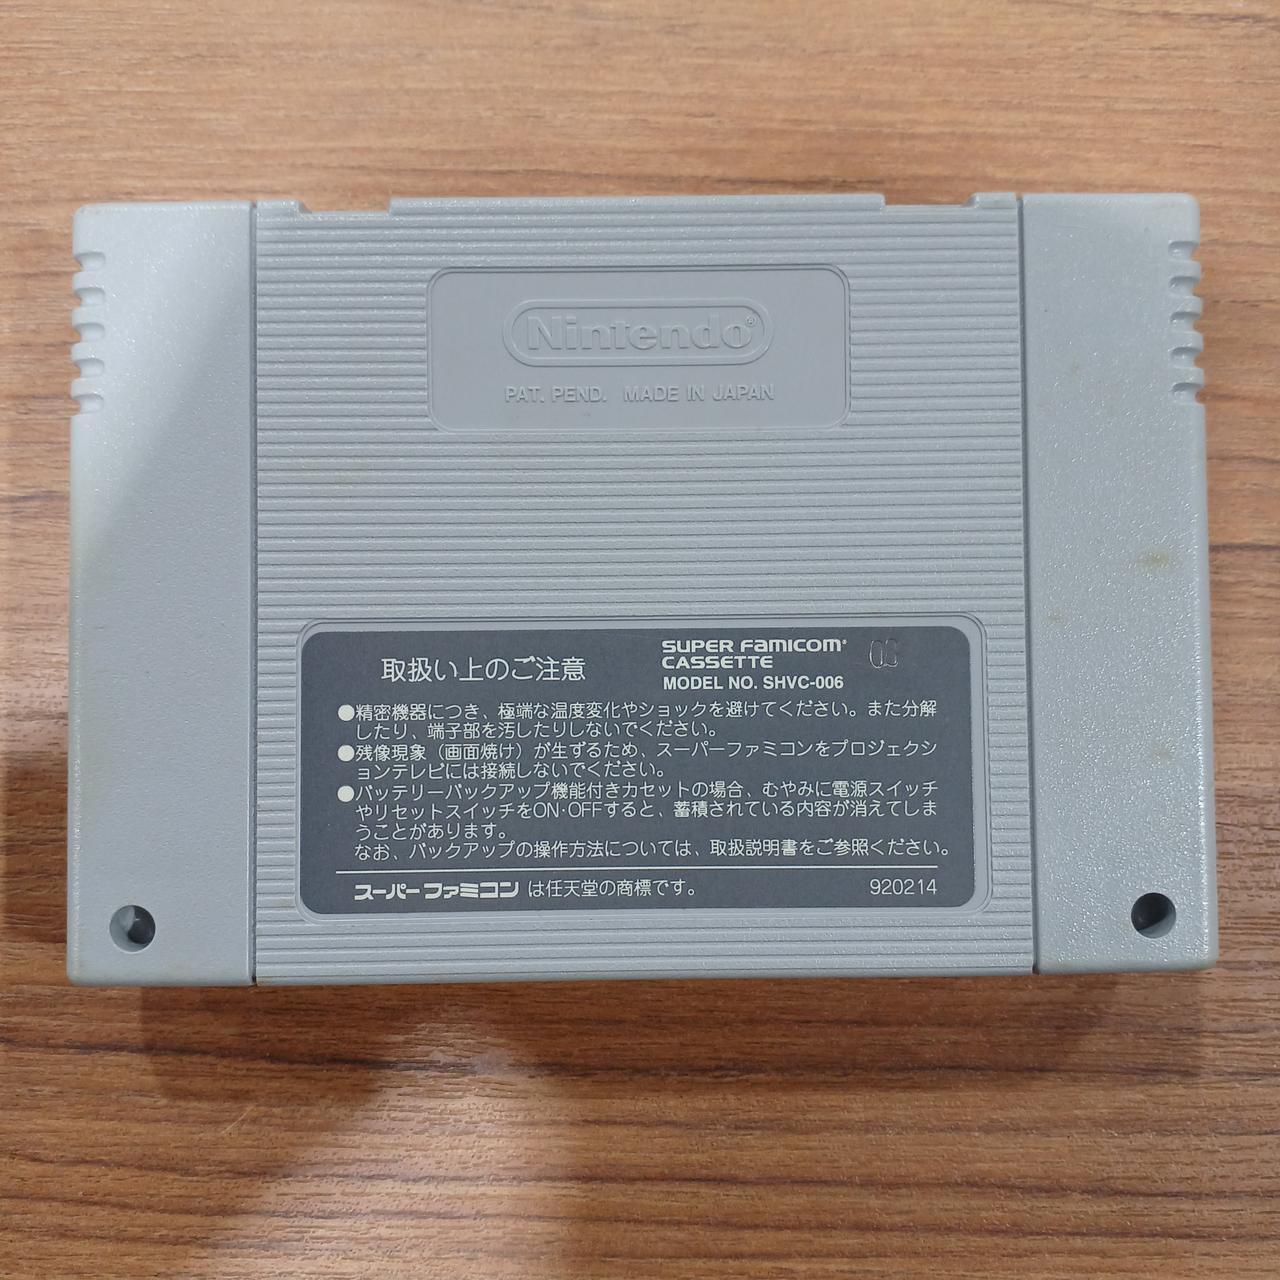 Nintendo®
PAT. PEND. MADE IN JAPAN
取扱い上のご注意
SUPER FAMICOM®
CASSETTE
MODEL NO. SHVC-006
●精密機器につき、極端な温度変化やショックを避けてください。また分解
したり、端子部を汚したりしないでください。
●残像現象（画面焼け）が生ずるため、スーパーファミコンをプロジェクシ
ョンテレビには接続しないでください。
●バッテリーバックアップ機能付きカセットの場合、むやみに電源スイッチ
やリセットスイッチをON·OFFすると、蓄積されている内容が消えてしま
うことがあります。
なお、バックアップの操作方法については、取扱説明書をご参照ください。
スーパーファミコン は任天堂の商標です。
920214